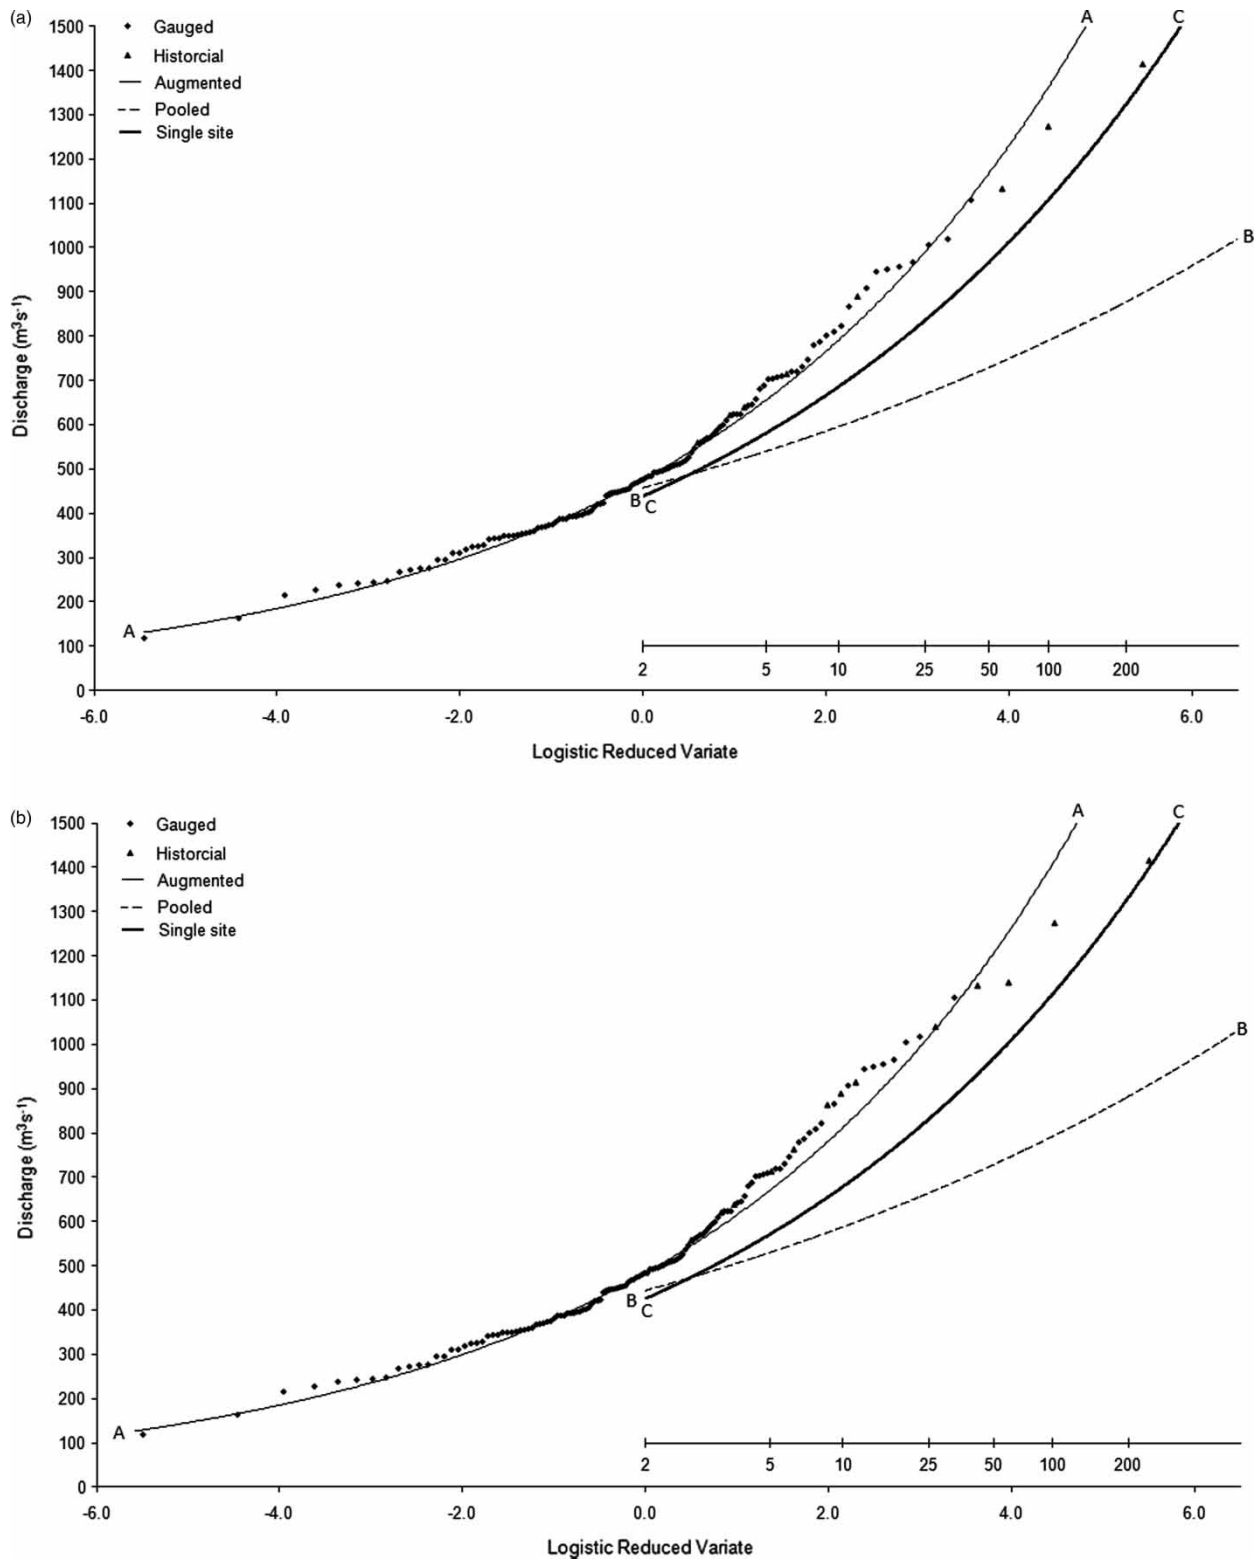 (a)
A
C
1500
Gauged
1400
Historcial
1300
Augmented
Pooled
1200
Single site
1100
1000
B
900
800
700
600
500
B
C
400
300
200
A
100
0
2 5 10 25 50 100 200
-6.0 -4.0 -2.0 0.0 2.0 4.0 6.0
Discharge (m³s⁻¹)
Logistic Reduced Variate
(b)
A
C
1500
Gauged
1400
Historcial
1300
Augmented
Pooled
1200
Single site
1100
1000
B
900
800
700
600
500
B
C
400
300
200
A
100
0
2 5 10 25 50 100 200
-6.0 -4.0 -2.0 0.0 2.0 4.0 6.0
Discharge (m³s⁻¹)
Logistic Reduced Variate